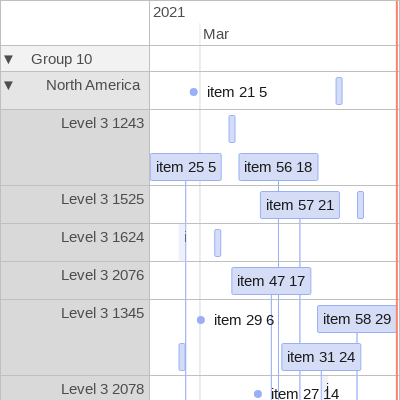 2021
Mar
▼ Group 10
▼ North America
item 21 5
Level 3 1243
item 25 5
item 56 18
Level 3 1525
item 57 21
Level 3 1624
i
Level 3 2076
item 47 17
Level 3 1345
item 29 6
item 58 29
item 31 24
Level 3 2078
item 27 14
i